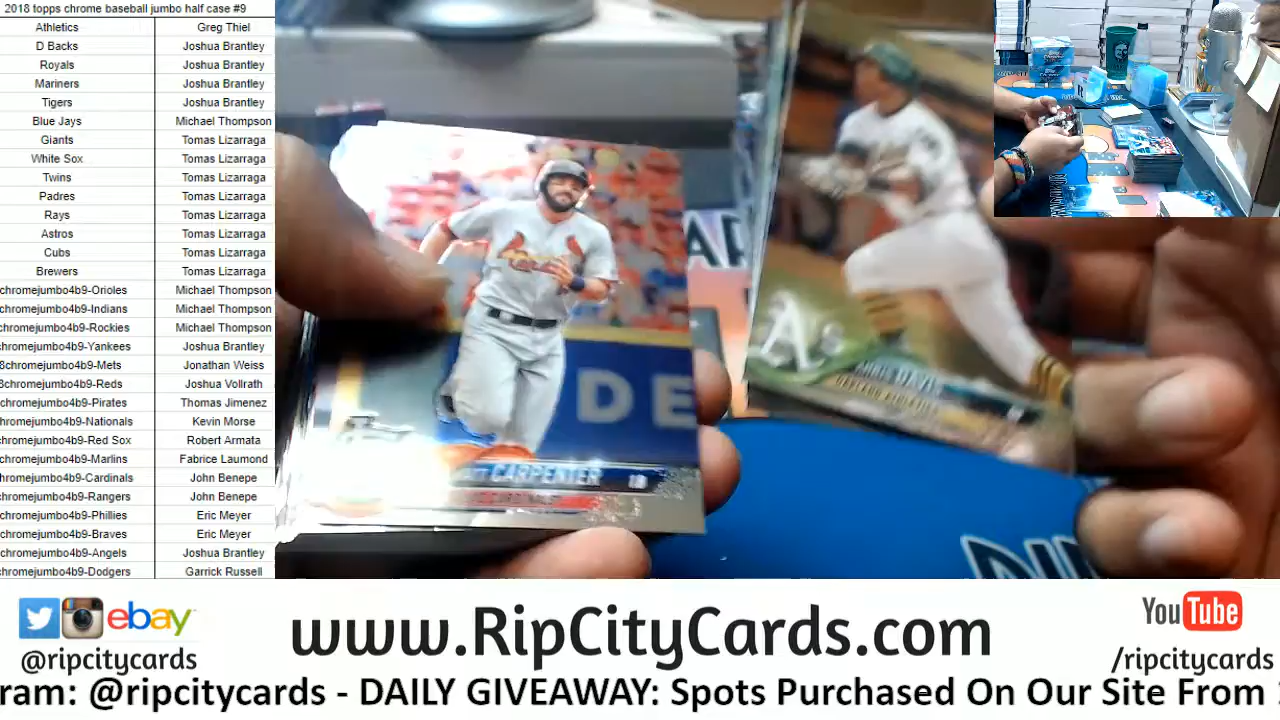 2018 topps chrome baseball jumbo half case #9
Athletics Greg Thiel
D Backs Joshua Brantley
Royals Joshua Brantley
Mariners Joshua Brantley
Tigers Joshua Brantley
Blue Jays Michael Thompson
Giants Tomas Lizarraga
White Sox Tomas Lizarraga
Twins Tomas Lizarraga
Padres Tomas Lizarraga
Rays Tomas Lizarraga
Astros Tomas Lizarraga
Cubs Tomas Lizarraga
Brewers Tomas Lizarraga
chromejumbo4b9-Orioles Michael Thompson
chromejumbo4b9-Indians Michael Thompson
chromejumbo4b9-Rockies Michael Thompson
chromejumbo4b9-Yankees Joshua Brantley
8chromejumbo4b9-Mets Jonathan Weiss
8chromejumbo4b9-Reds Joshua Vollrath
chromejumbo4b9-Pirates Thomas Jimenez
chromejumbo4b9-Nationals Kevin Morse
chromejumbo4b9-Red Sox Robert Armata
chromejumbo4b9-Marlins Fabrice Laumond
chromejumbo4b9-Cardinals John Benepe
chromejumbo4b9-Rangers John Benepe
chromejumbo4b9-Phillies Eric Meyer
chromejumbo4b9-Braves Eric Meyer
chromejumbo4b9-Angels Joshua Brantley
chromejumbo4b9-Dodgers Garrick Russell
DE
CARPENTER 1B
A's
DAVIS
ebay
@ripcitycards
www.RipCityCards.com
YouTube
/ripcitycards
ram: @ripcitycards - DAILY GIVEAWAY: Spots Purchased On Our Site From